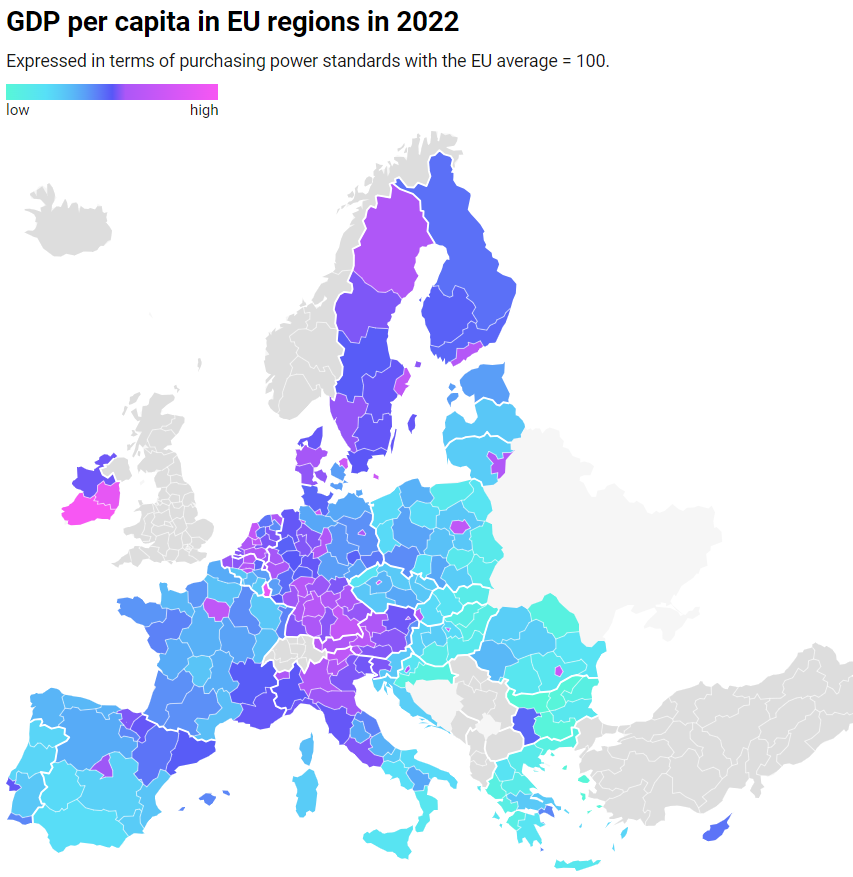 GDP per capita in EU regions in 2022
Expressed in terms of purchasing power standards with the EU average = 100.
low high